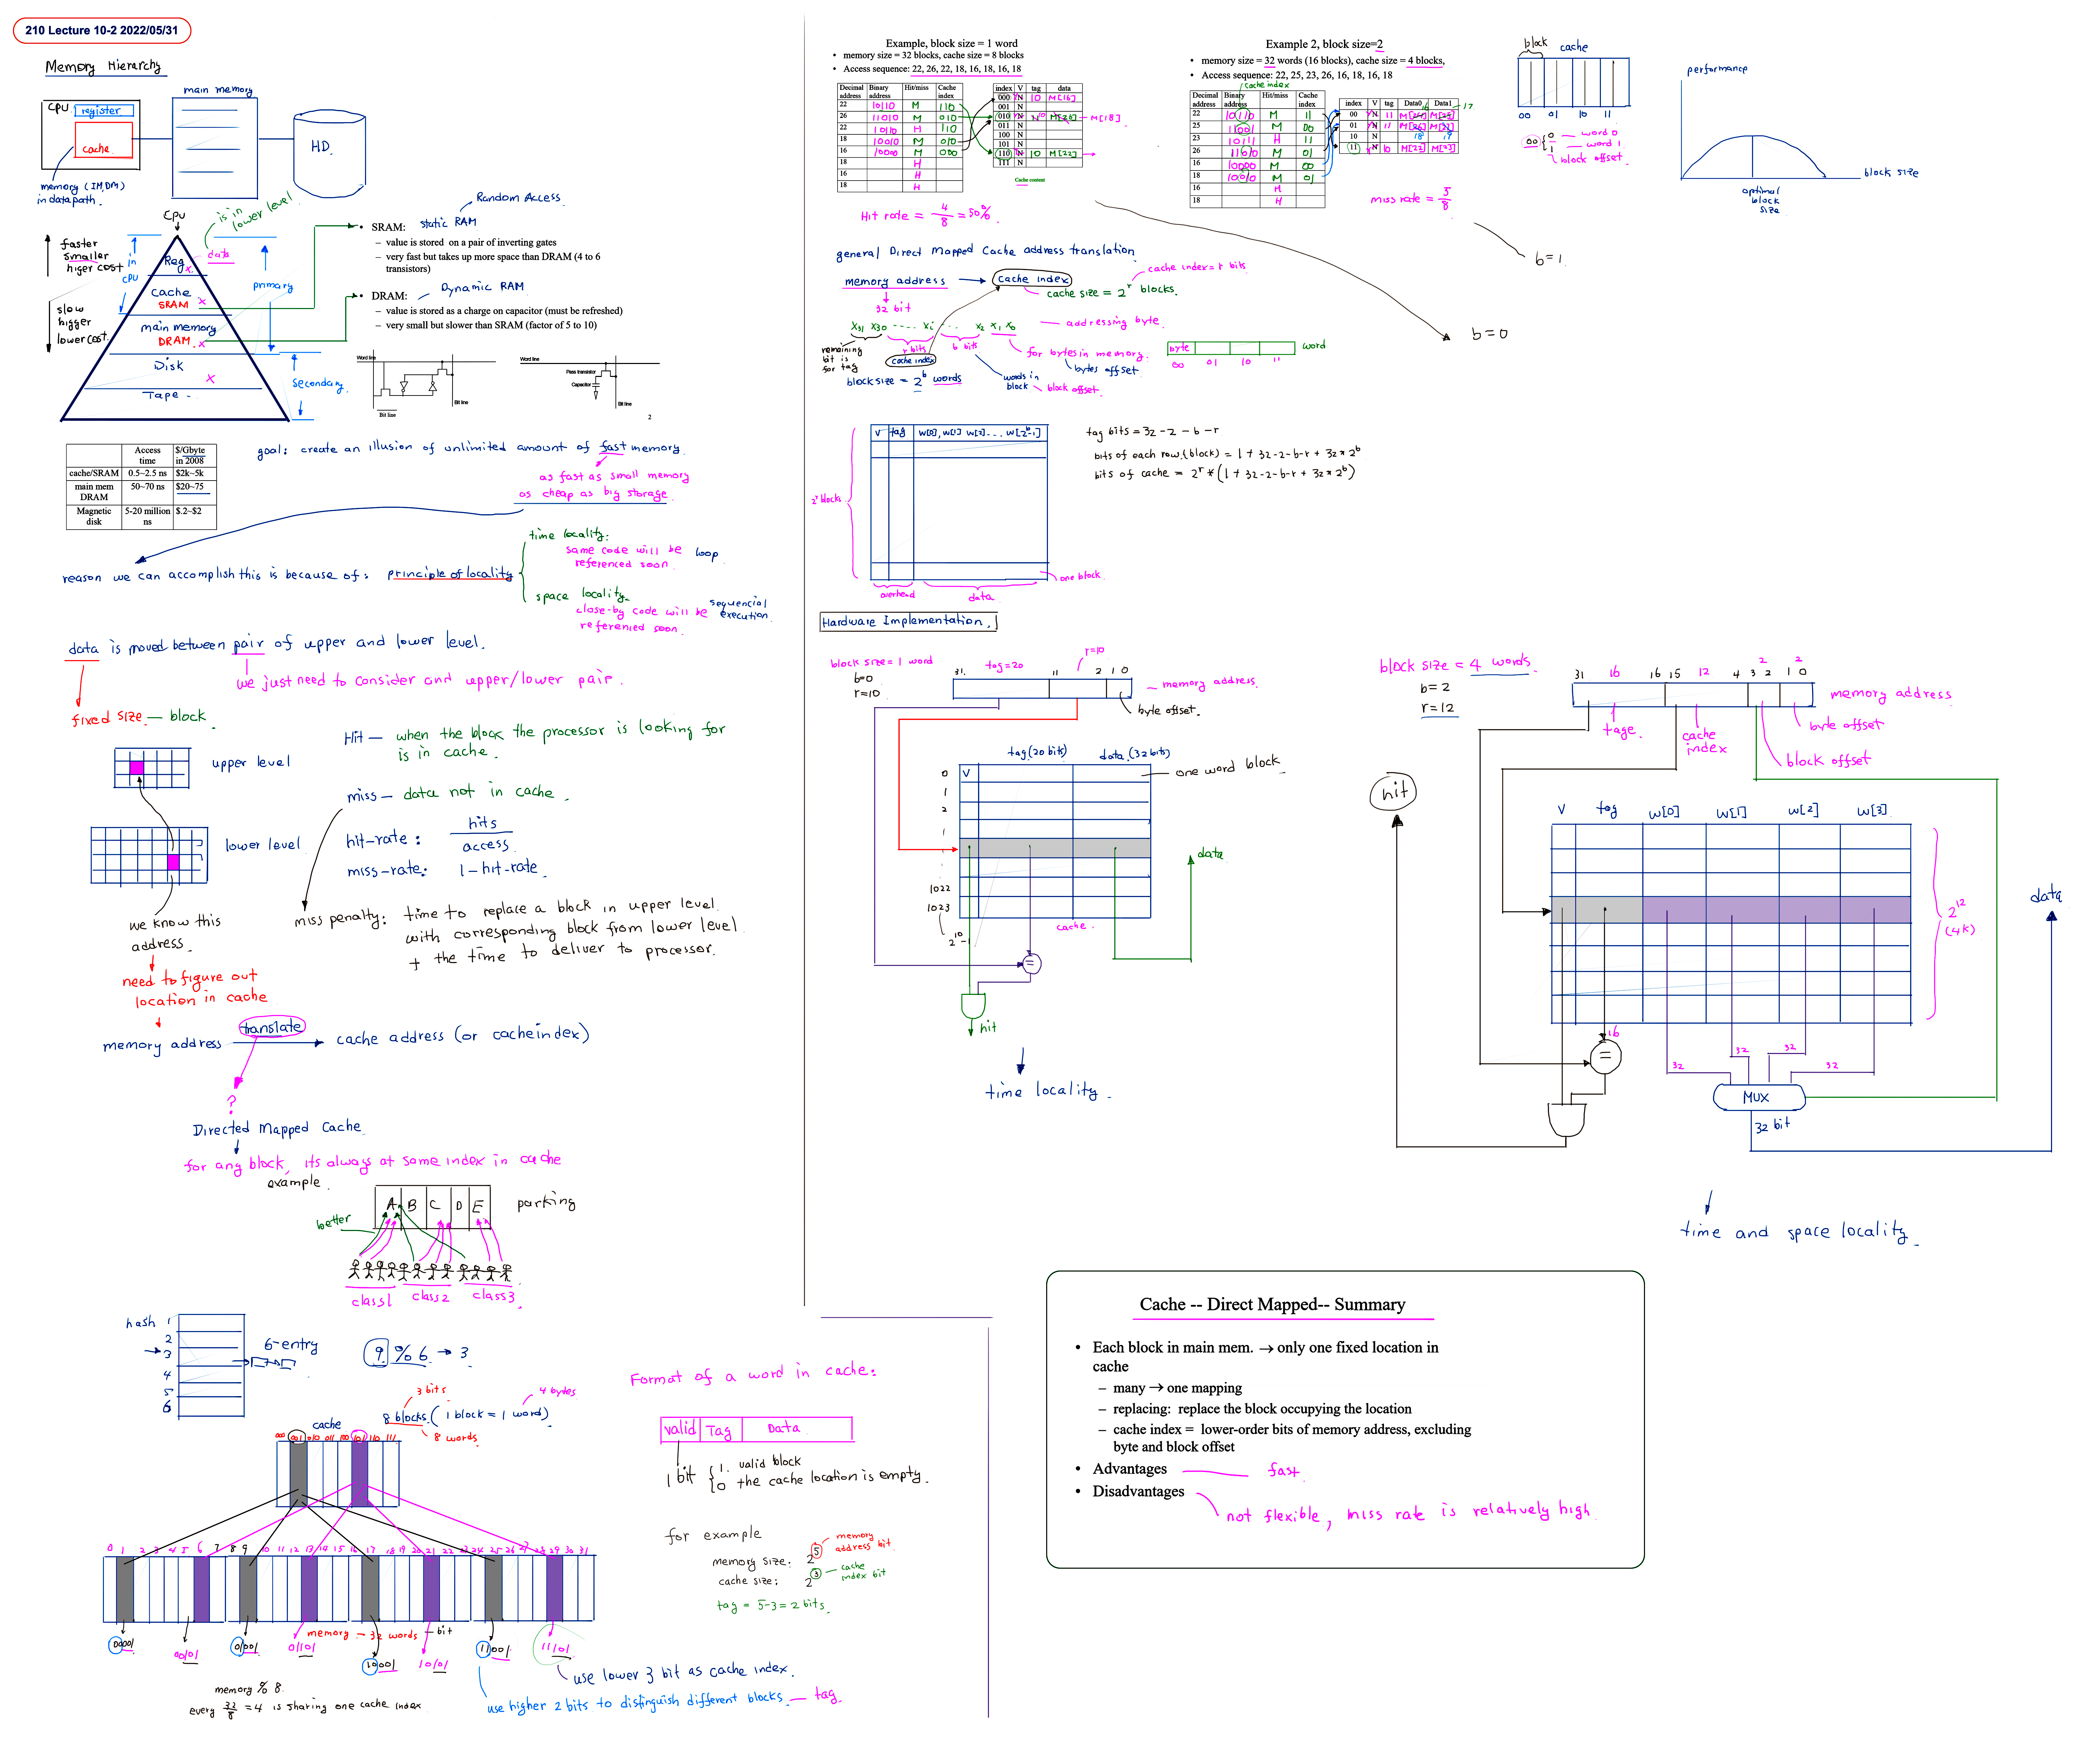 210 Lecture 10-2 2022/05/31
Memory Hierarchy
CPU
register
cache
memory (IM,DM)
in data path.
main memory
HD
CPU
is in
lower level
data
faster
smaller
higer cost
slow
bigger
lower cost
in
CPU
Reg x
Cache
SRAM x
main memory
DRAM x
Disk
x
Tape
primary
Secondary
Random Access
• SRAM: static RAM
– value is stored on a pair of inverting gates
– very fast but takes up more space than DRAM (4 to 6
transistors)
• DRAM: Dynamic RAM
– value is stored as a charge on capacitor (must be refreshed)
– very small but slower than SRAM (factor of 5 to 10)
Word line
Bit line
Bit line
Word line
Pass transistor
Capacitor
Bit line
2
Access time $/Gbyte in 2008
cache/SRAM 0.5~2.5 ns $2k~5k
main mem DRAM 50~70 ns $20~75
Magnetic disk 5-20 million ns $.2~$2
goal: create an illusion of unlimited amount of fast memory
as fast as small memory
as cheap as big storage
reason we can accomplish this is because of: principle of locality
time locality:
same code will be loop
referenced soon
space locality
close-by code will be sequencial
referenced soon execution
data is moved between pair of upper and lower level.
we just need to consider and upper/lower pair.
fixed size — block
upper level
lower level
we know this
address
need to figure out
location in cache
Hit — when the block the processor is looking for
is in cache
miss — data not in cache
hit-rate: hits
access
miss-rate: 1-hit-rate
miss penalty: time to replace a block in upper level
with corresponding block from lower level
+ the time to deliver to processor.
memory address translate cache address (or cache index)
?
Directed Mapped Cache
for any block, its always at same index in cache
example
A B C D E parking
better
class1 class2 class3
hash 1
2
3
4
5
6
6-entry
9 % 6 → 3
3 bits 4 bytes
8 blocks (1 block = 1 word)
8 words
cache
000 001 010 011 100 101 110 111
0 1 2 3 4 5 6 7 8 9 10 11 12 13 14 15 16 17 18 19 20 21 22 23 24 25 26 27 28 29 30 31
memory - 32 words - bit
00001 00101 01001 01101 10001 10101 11001 11101
memory % 8
every 32/8 = 4 is sharing one cache index
use lower 3 bit as cache index.
use higher 2 bits to distinguish different blocks — tag
Format of a word in cache:
valid Tag Data
1 bit { 1. valid block
0 the cache location is empty.
for example
memory size: 2^5 memory address bit
cache size: 2^3 cache index bit
tag = 5-3 = 2 bits
Example, block size = 1 word
• memory size = 32 blocks, cache size = 8 blocks
• Access sequence: 22, 26, 22, 18, 16, 18, 16, 18
Decimal address Binary address Hit/miss Cache index
22 10110 M 110
26 11010 M 010
22 10110 H 110
18 10010 M 010
16 10000 M 000
18 H
16 H
18 H
index V tag data
000 N 10 M[16]
001 N
010 N 10 M[26] M[18]
011 N
100 N
101 N
110 N 10 M[22]
111 N
Cache content
Hit rate = 4/8 = 50%
Example 2, block size=2
• memory size = 32 words (16 blocks), cache size = 4 blocks,
• Access sequence: 22, 25, 23, 26, 16, 18, 16, 18
cache index
Decimal address Binary address Hit/miss Cache index
22 10110 M 11
25 11001 M 00
23 10111 H 11
26 11010 M 01
16 10000 M 00
18 10010 M 01
16 H
18 H
index V tag Data0 Data1
16 17
00 N 11 M[24] M[25]
01 N 11 M[26] M[27]
10 N 18 19
11 N 10 M[22] M[23]
miss rate = 5/8
b=1
b=0
block cache
00 01 10 11
00 { 0 — word 0
1 — word 1
block offset
performance
block size
optimal
block
size
general Direct Mapped Cache address translation
memory address cache index
cache index = r bits
cache size = 2^r blocks.
32 bit
x31 x30 ---- xi ... x2 x1 x0 — addressing byte
remaining
bit is
for tag
r bits b bits
cache index
for bytes in memory
bytes offset
block size = 2^b words
words in
block block offset
byte word
00 01 10 11
V tag w[0], w[1] w[2] ... w[2^b-1]
2^r blocks
one block
overhead data
tag bits = 32-2-b-r
bits of each row (block) = 1 + 32-2-b-r + 32*2^b
bits of cache = 2^r * (1 + 32-2-b-r + 32*2^b)
Hardware Implementation.
block size = 1 word
b=0
r=10
31 tag=20 11 r=10 2 1 0
memory address
byte offset
tag (20 bits) data (32 bits)
V
0
1
2
1022
1023
2^10-1
one word block
cache
data
=
hit
time locality
block size = 4 words
b=2
r=12
31 16 16 15 12 4 3 2 2 2 1 0
memory address
tage
cache
index
block offset
byte offset
hit
V tag w[0] w[1] w[2] w[3]
2^12
(4k)
data
16
=
32 32 32 32
MUX
32 bit
time and space locality
Cache -- Direct Mapped-- Summary
• Each block in main mem. → only one fixed location in
cache
– many → one mapping
– replacing: replace the block occupying the location
– cache index = lower-order bits of memory address, excluding
byte and block offset
• Advantages fast
• Disadvantages
not flexible, miss rate is relatively high